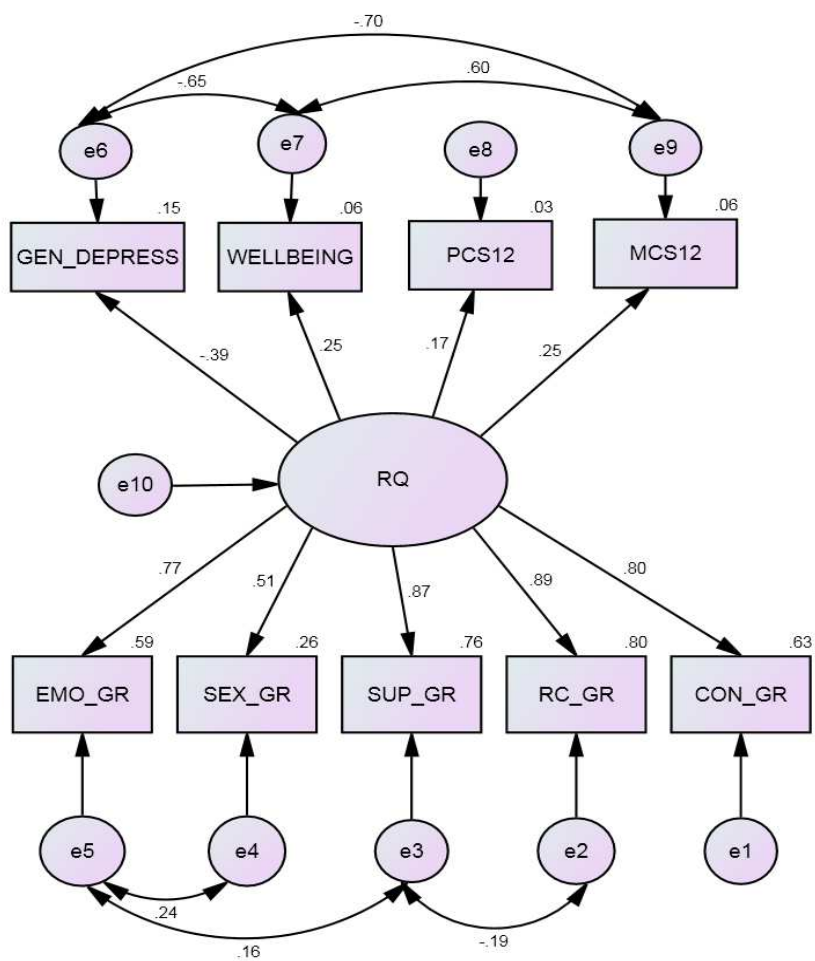 -.70
-.65
.60
e6
e7
e8
e9
.15
.06
.03
.06
GEN_DEPRESS
WELLBEING
PCS12
MCS12
-.39
.25
.17
.25
e10
RQ
.77
.51
.87
.89
.80
.59
.26
.76
.80
.63
EMO_GR
SEX_GR
SUP_GR
RC_GR
CON_GR
e5
e4
e3
e2
e1
.24
.16
-.19